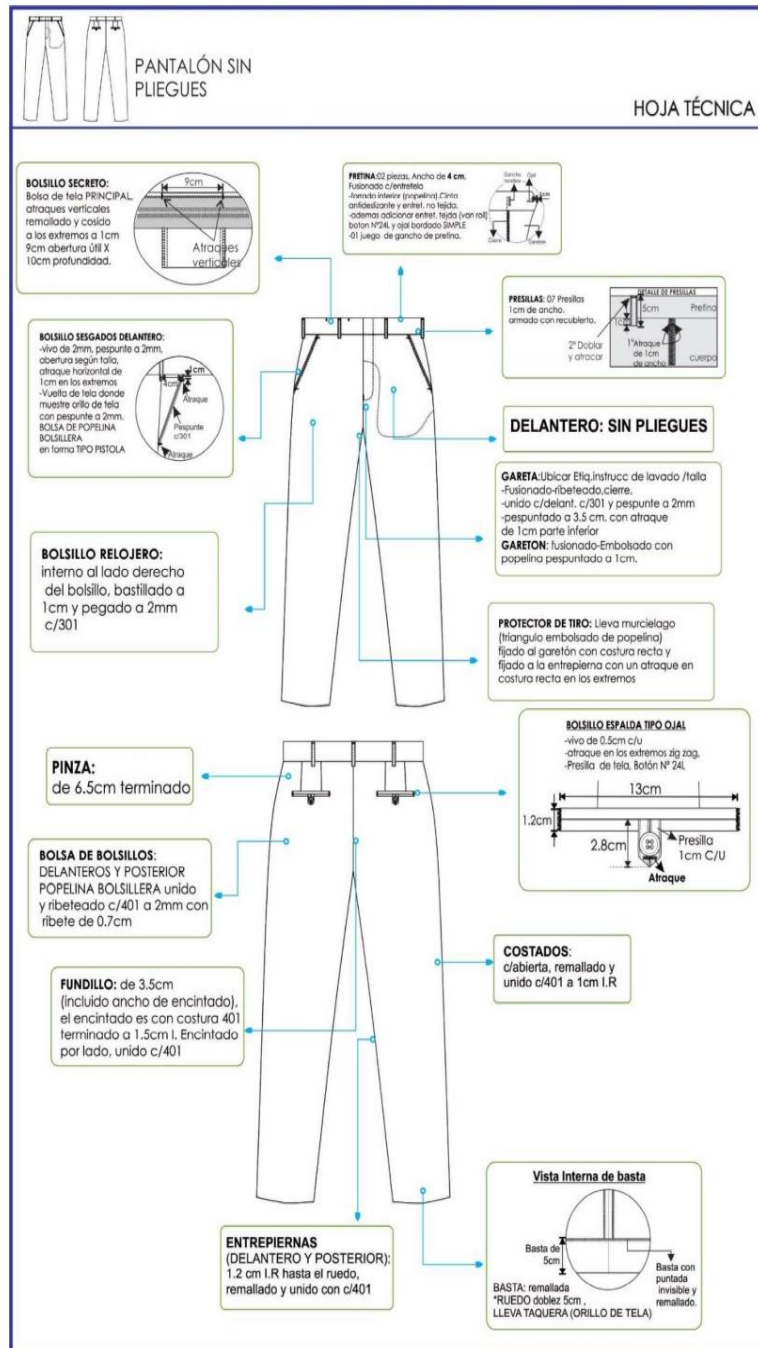 PANTALÓN SIN
PLIEGUES
HOJA TÉCNICA
BOLSILLO SECRETO:
Bolsa de tela PRINCIPAL,
atraques verticales
remallado y cosido
a los extremos a 1cm
9cm abertura útil X
10cm profundidad.
9cm
Atraques
verticales
PRETINA:02 piezas, Ancho de 4 cm,
Fusionado c/entretela
-forrado interior (popelina),Cinta
antideslizante y entret. no tejida.
-ademas adicionar entret. tejida (van roll)
boton Nº24L y ojal bordado SIMPLE
-01 juego de gancho de pretina.
Gancho
Ojal
1cm
Cierre
Gareton
PRESILLAS: 07 Presillas
1cm de ancho.
armado con recubierto.
DETALLE DE PRESILLAS
5cm
Pretina
1cm
2º Doblar
y atracar
1ºAtraque
de 1cm
de ancho
cuerpo
BOLSILLO SESGADOS DELANTERO:
-vivo de 2mm, pespunte a 2mm,
abertura según talla,
atraque horizontal de
1cm en los extremos
-Vuelta de tela donde
muestre orillo de tela
con pespunte a 2mm.
BOLSA DE POPELINA
BOLSILLERA
en forma TIPO PISTOLA
1cm
4cm
Atraque
Pespunte
c/301
Atraque
DELANTERO: SIN PLIEGUES
GARETA:Ubicar Etiq.instrucc de lavado /talla
-Fusionado-ribeteado,cierre,
-unido c/delant. c/301 y pespunte a 2mm
-pespuntado a 3.5 cm. con atraque
de 1cm parte inferior
GARETON: fusionado-Embolsado con
popelina pespuntado a 1cm.
BOLSILLO RELOJERO:
interno al lado derecho
del bolsillo, bastillado a
1cm y pegado a 2mm
c/301
PROTECTOR DE TIRO: Lleva murcielago
(triangulo embolsado de popelina)
fijado al garetón con costura recta y
fijado a la entrepierna con un atraque en
costura recta en los extremos
BOLSILLO ESPALDA TIPO OJAL
-vivo de 0.5cm c/u
-atraque en los extremos zig zag,
-Presilla de tela, Botón Nº 24L
13cm
1.2cm
2.8cm
Presilla
1cm C/U
Atraque
PINZA:
de 6.5cm terminado
BOLSA DE BOLSILLOS:
DELANTEROS Y POSTERIOR
POPELINA BOLSILLERA unido
y ribeteado c/401 a 2mm con
ribete de 0.7cm
COSTADOS:
c/abierta, remallado y
unido c/401 a 1cm I.R
FUNDILLO: de 3.5cm
(incluido ancho de encintado),
el encintado es con costura 401
terminado a 1.5cm I. Encintado
por lado, unido c/401
ENTREPIERNAS
(DELANTERO Y POSTERIOR):
1.2 cm I.R hasta el ruedo,
remallado y unido con c/401
Vista Interna de basta
Basta de
5cm
Basta con
puntada
invisible y
remallado.
BASTA: remallada
*RUEDO doblez 5cm ,
LLEVA TAQUERA (ORILLO DE TELA)